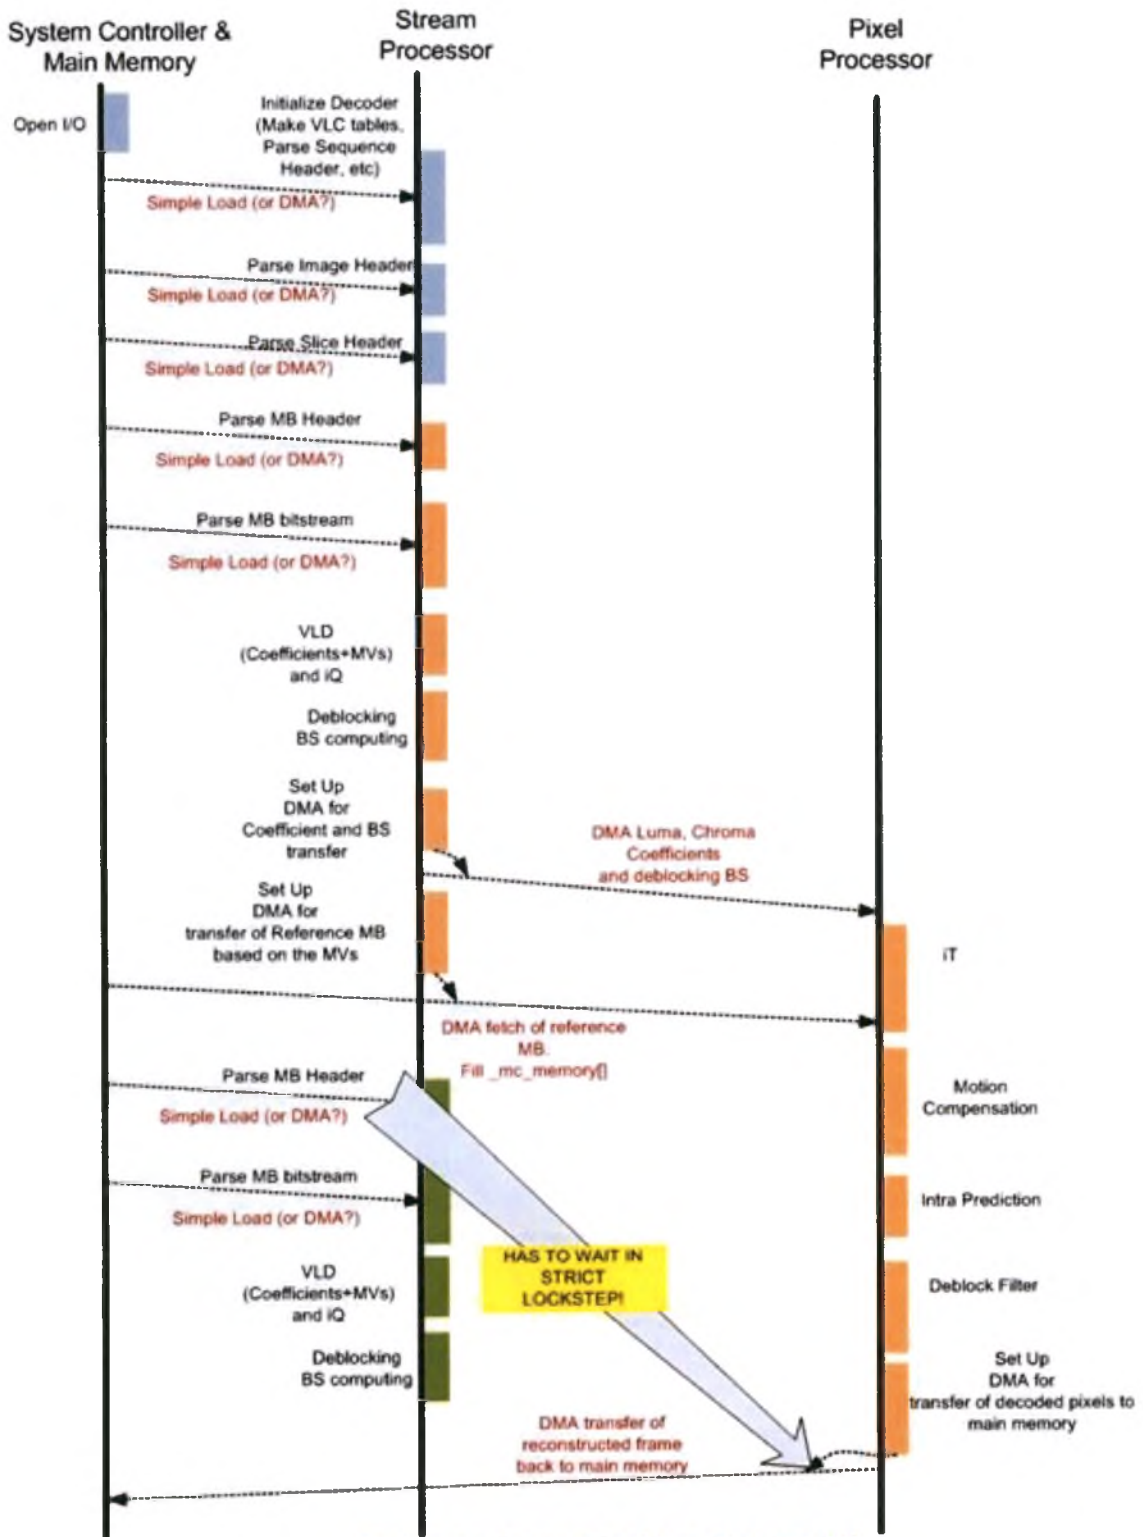 System Controller &
Main Memory
Stream
Processor
Pixel
Processor
Open I/O
Initialize Decoder
(Make VLC tables,
Parse Sequence
Header, etc)
Simple Load (or DMA?)
Parse Image Header
Simple Load (or DMA?)
Parse Slice Header
Simple Load (or DMA?)
Parse MB Header
Simple Load (or DMA?)
Parse MB bitstream
Simple Load (or DMA?)
VLD
(Coefficients+MVs)
and iQ
Deblocking
BS computing
Set Up
DMA for
Coefficient and BS
transfer
DMA Luma, Chroma
Coefficients
and deblocking BS
Set Up
DMA for
transfer of Reference MB
based on the MVs
iT
DMA fetch of reference
MB.
Fill _mc_memory[]
Parse MB Header
Simple Load (or DMA?)
Motion
Compensation
Parse MB bitstream
Simple Load (or DMA?)
Intra Prediction
HAS TO WAIT IN
STRICT
LOCKSTEP!
VLD
(Coefficients+MVs)
and iQ
Deblock Filter
Deblocking
BS computing
Set Up
DMA for
transfer of decoded pixels to
main memory
DMA transfer of
reconstructed frame
back to main memory